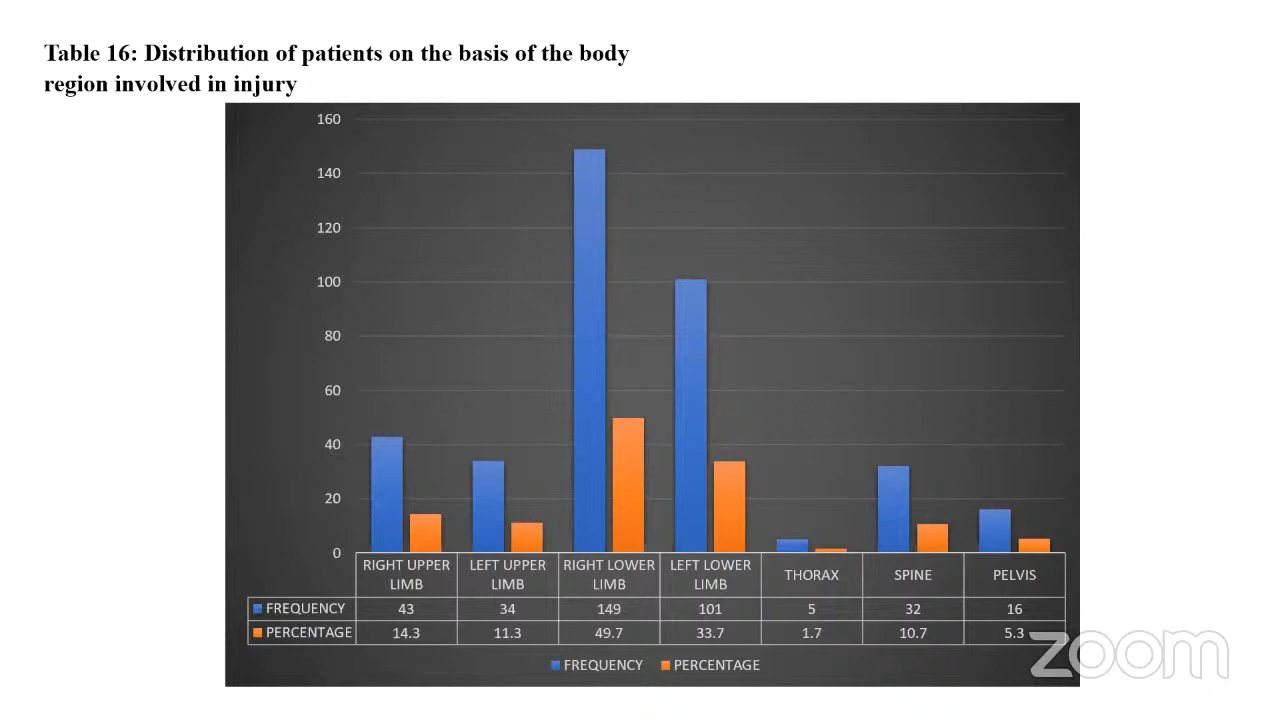 Table 16: Distribution of patients on the basis of the body
region involved in injury
160
140
120
100
80
60
40
20
0
RIGHT UPPER LIMB LEFT UPPER LIMB RIGHT LOWER LIMB LEFT LOWER LIMB THORAX SPINE PELVIS
FREQUENCY 43 34 149 101 5 32 16
PERCENTAGE 14.3 11.3 49.7 33.7 1.7 10.7 5.3
FREQUENCY PERCENTAGE
zoom